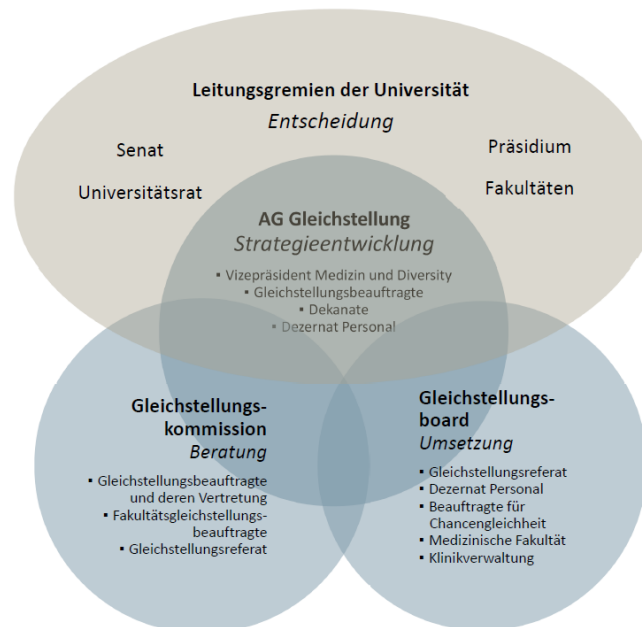 Leitungsgremien der Universität
Entscheidung
Senat
Präsidium
Universitätsrat
Fakultäten
AG Gleichstellung
Strategieentwicklung
▪ Vizepräsident Medizin und Diversity
▪ Gleichstellungsbeauftragte
▪ Dekanate
▪ Dezernat Personal
Gleichstellungs-
kommission
Beratung
▪ Gleichstellungsbeauftragte
und deren Vertretung
▪ Fakultätsgleichstellungs-
beauftragte
▪ Gleichstellungsreferat
Gleichstellungs-
board
Umsetzung
▪ Gleichstellungsreferat
▪ Dezernat Personal
▪ Beauftragte für
Chancengleichheit
▪ Medizinische Fakultät
▪ Klinikverwaltung